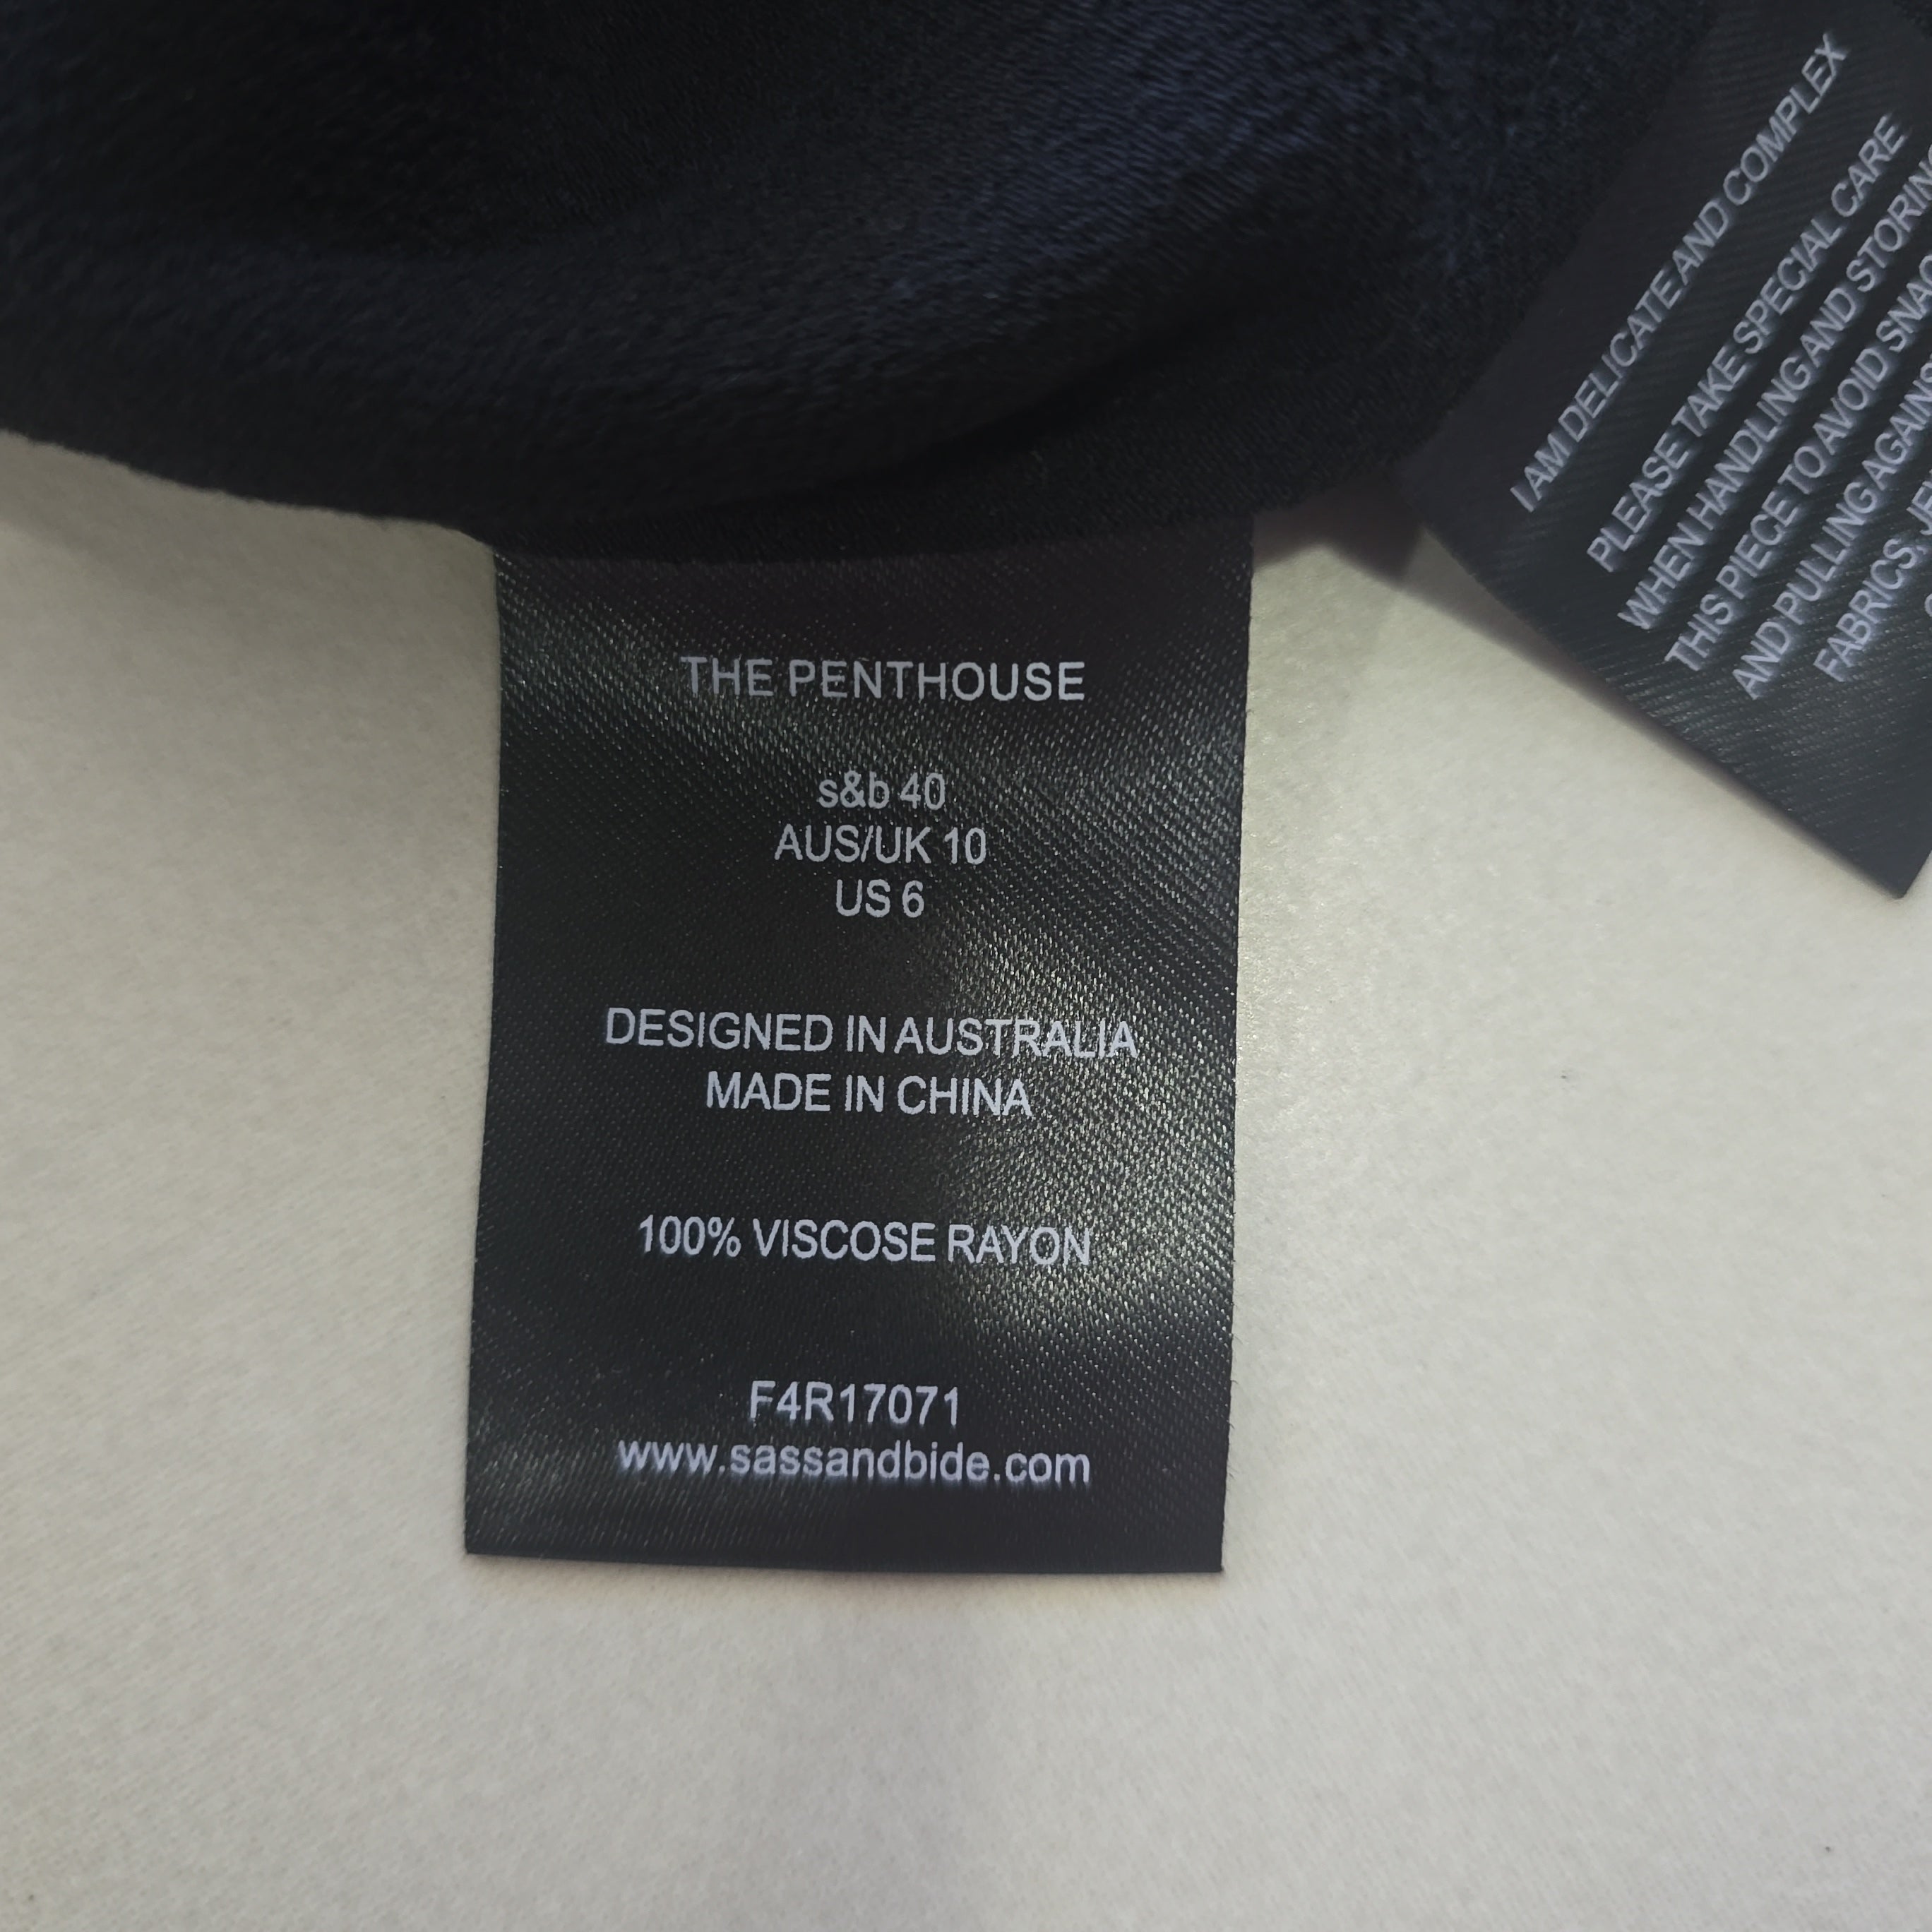 THE PENTHOUSE
s&b 40
AUS/UK 10
US 6
DESIGNED IN AUSTRALIA
MADE IN CHINA
100% VISCOSE RAYON
F4R17071
www.sassandbide.com
I AM DELICATE AND COMPLEX
PLEASE TAKE SPECIAL CARE
WHEN HANDLING AND STORING
THIS PIECE TO AVOID
AND PULLING
FABRICS,